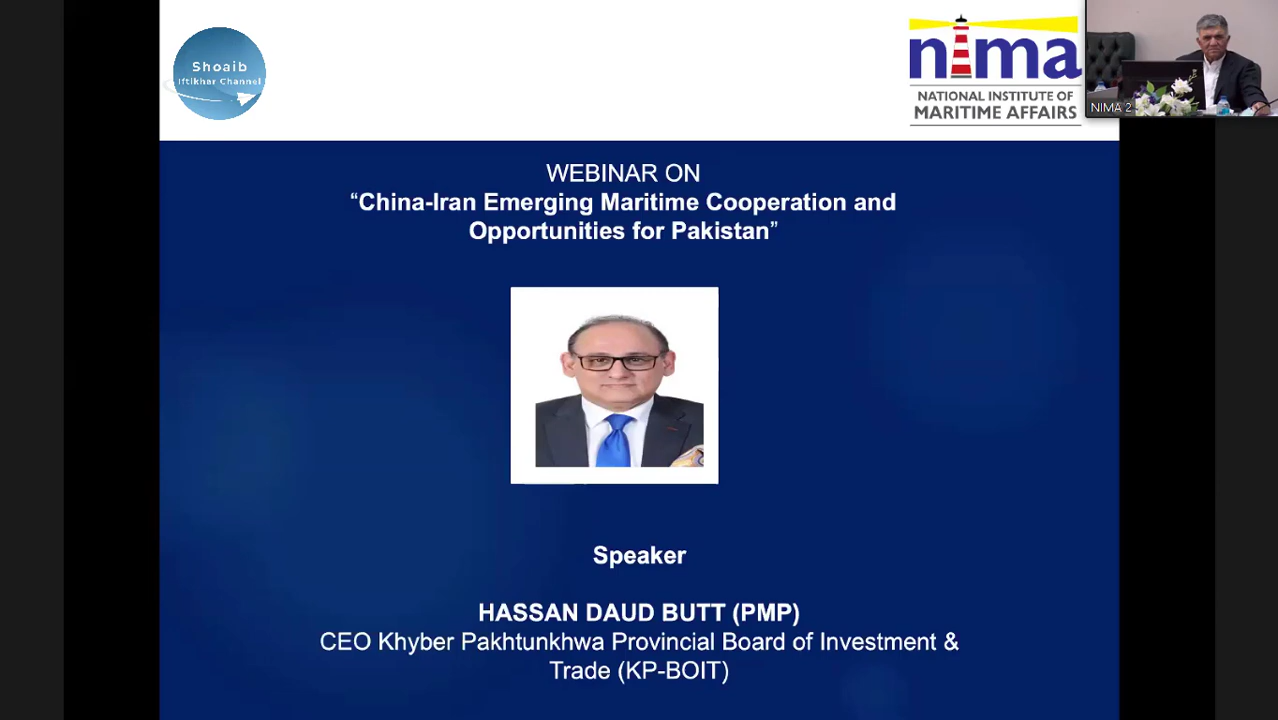 Shoaib
Iftikhar Channel
nima
NATIONAL INSTITUTE OF
MARITIME AFFAIRS
NIMA 2
WEBINAR ON
“China-Iran Emerging Maritime Cooperation and
Opportunities for Pakistan”
Speaker
HASSAN DAUD BUTT (PMP)
CEO Khyber Pakhtunkhwa Provincial Board of Investment &
Trade (KP-BOIT)